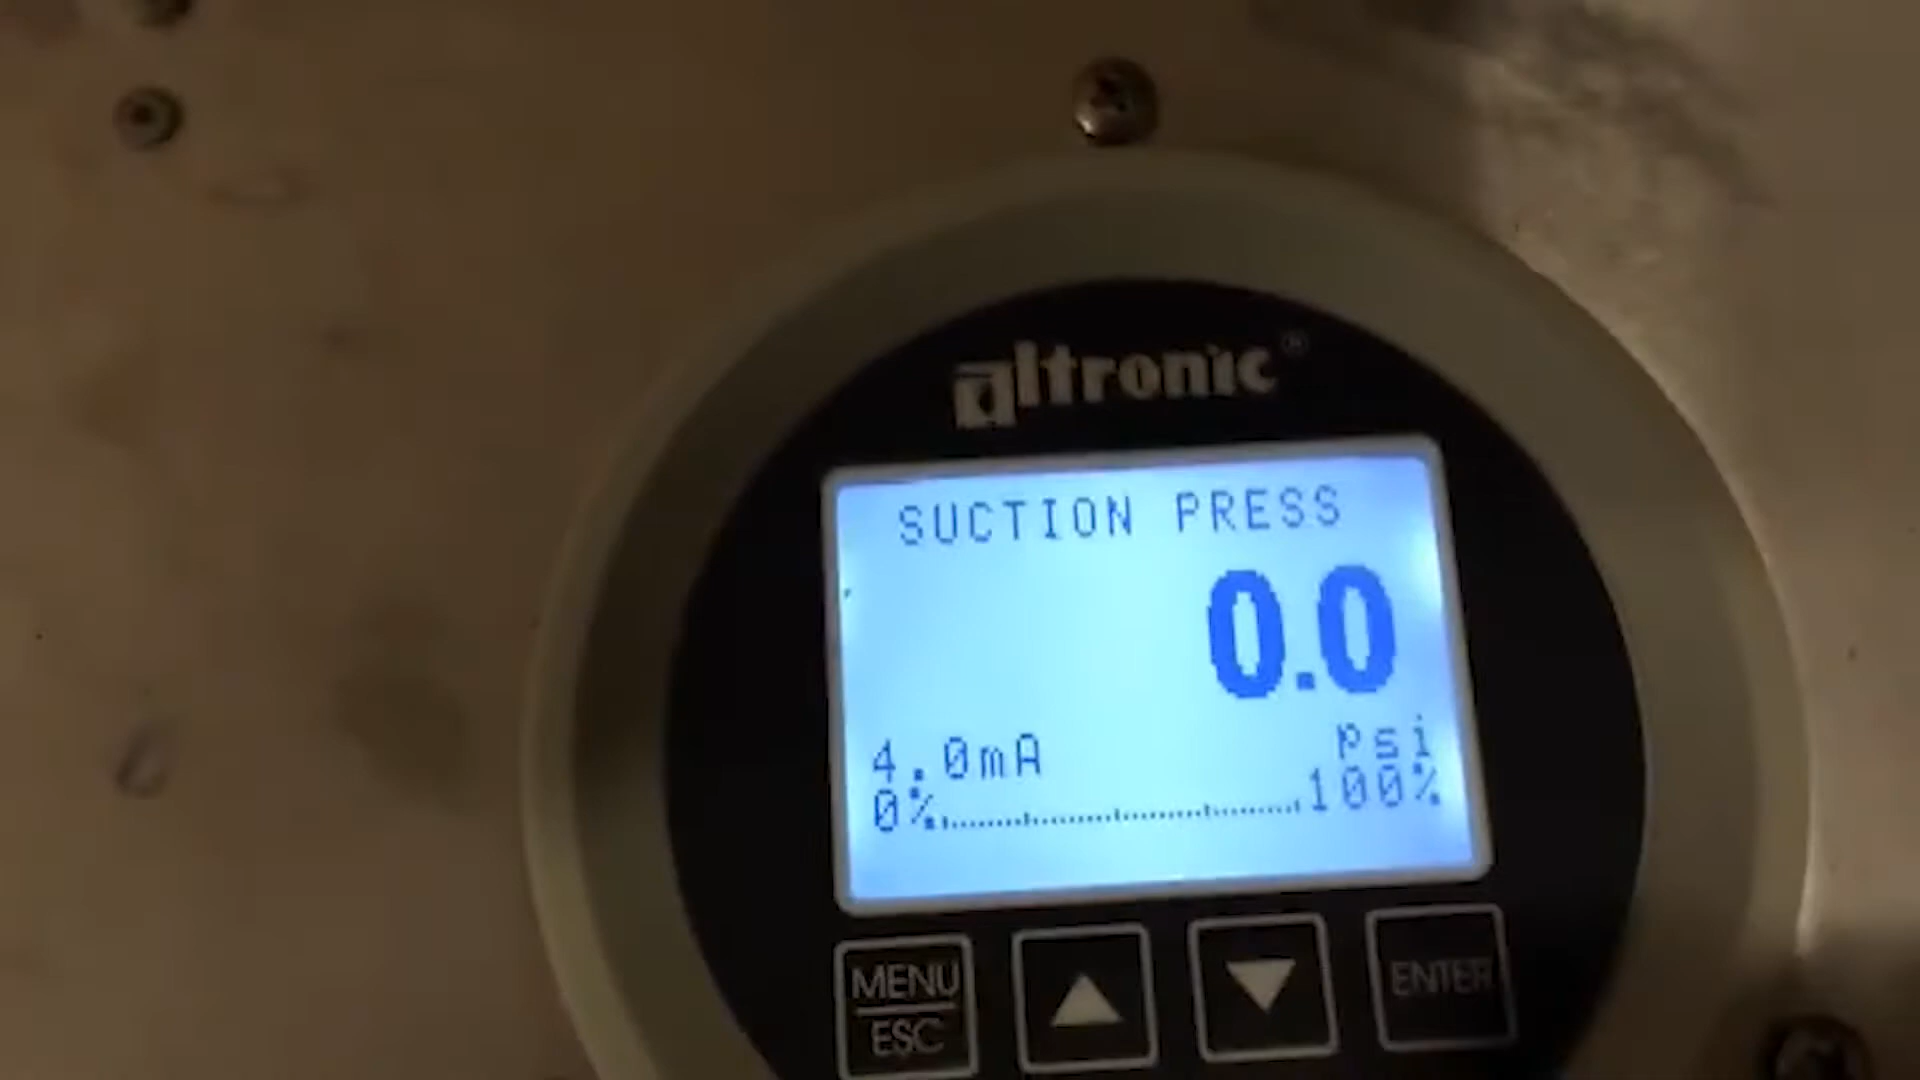 altronic®
SUCTION PRESS
0.0
4.0mA psi
0% 100%
MENU
ESC
ENTER